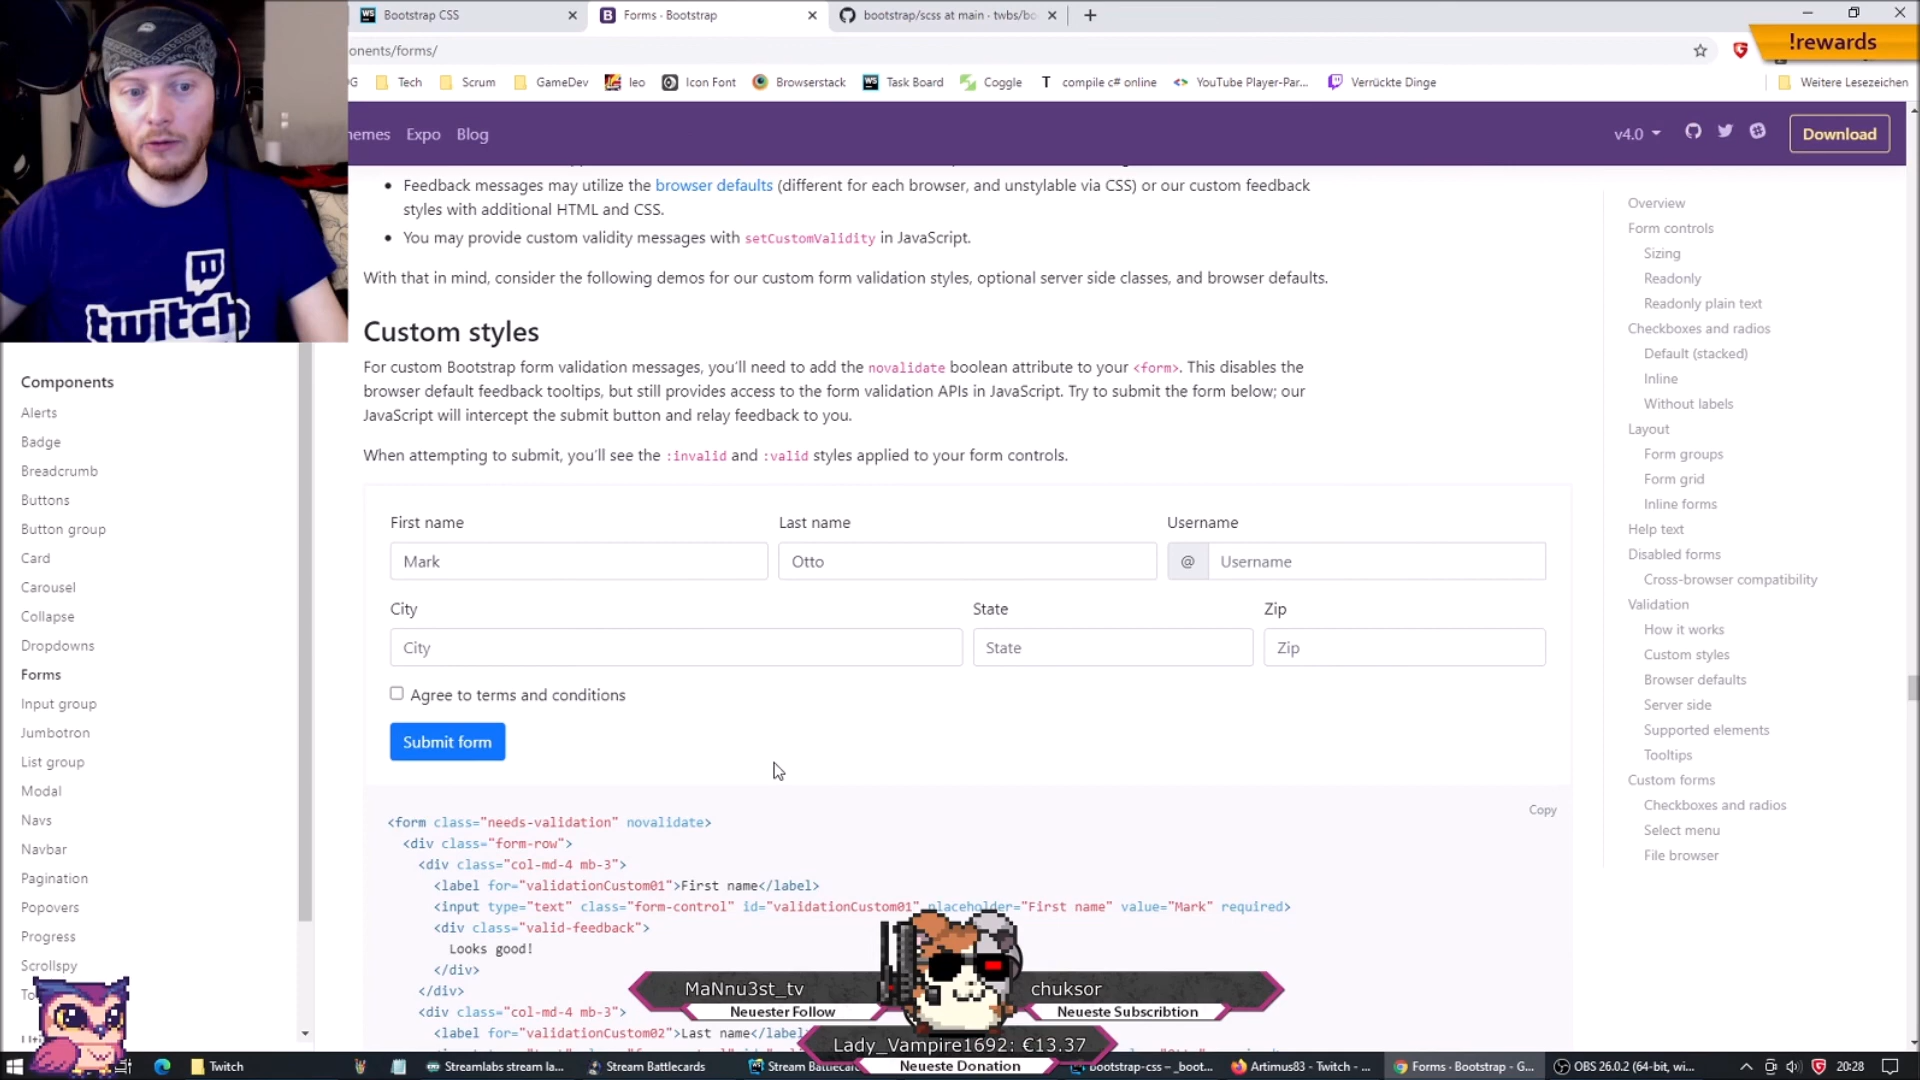 Bootstrap CSS
Forms · Bootstrap
bootstrap/scss at main · twbs/bo
onents/forms/
!rewards
G
Tech
Scrum
GameDev
leo
Icon Font
Browserstack
Task Board
Coggle
compile c# online
YouTube Player-Par...
Verrückte Dinge
Weitere Lesezeichen
hemes
Expo
Blog
v4.0
Download
Feedback messages may utilize the browser defaults (different for each browser, and unstylable via CSS) or our custom feedback
styles with additional HTML and CSS.
You may provide custom validity messages with setCustomValidity in JavaScript.
With that in mind, consider the following demos for our custom form validation styles, optional server side classes, and browser defaults.
Custom styles
For custom Bootstrap form validation messages, you'll need to add the novalidate boolean attribute to your <form>. This disables the
browser default feedback tooltips, but still provides access to the form validation APIs in JavaScript. Try to submit the form below; our
JavaScript will intercept the submit button and relay feedback to you.
When attempting to submit, you'll see the :invalid and :valid styles applied to your form controls.
First name
Last name
Username
Mark
Otto
@
Username
City
State
Zip
City
State
Zip
Agree to terms and conditions
Submit form
Copy
<form class="needs-validation" novalidate>
<div class="form-row">
<div class="col-md-4 mb-3">
<label for="validationCustom01">First name</label>
<input type="text" class="form-control" id="validationCustom01" placeholder="First name" value="Mark" required>
<div class="valid-feedback">
Looks good!
</div>
</div>
<div class="col-md-4 mb-3">
<label for="validationCustom02">Last name</label
twitch
Components
Alerts
Badge
Breadcrumb
Buttons
Button group
Card
Carousel
Collapse
Dropdowns
Forms
Input group
Jumbotron
List group
Modal
Navs
Navbar
Pagination
Popovers
Progress
Scrollspy
Overview
Form controls
Sizing
Readonly
Readonly plain text
Checkboxes and radios
Default (stacked)
Inline
Without labels
Layout
Form groups
Form grid
Inline forms
Help text
Disabled forms
Cross-browser compatibility
Validation
How it works
Custom styles
Browser defaults
Server side
Supported elements
Tooltips
Custom forms
Checkboxes and radios
Select menu
File browser
MaNnu3st_tv
Neuester Follow
chuksor
Neueste Subscribtion
Lady_Vampire1692: €13.37
Neueste Donation
Twitch
Streamlabs stream la...
Stream Battlecards
Stream Battlecar
bootstrap-css – _boot...
Artimus83 - Twitch - ...
Forms · Bootstrap - G...
OBS 26.0.2 (64-bit, wi...
20:28